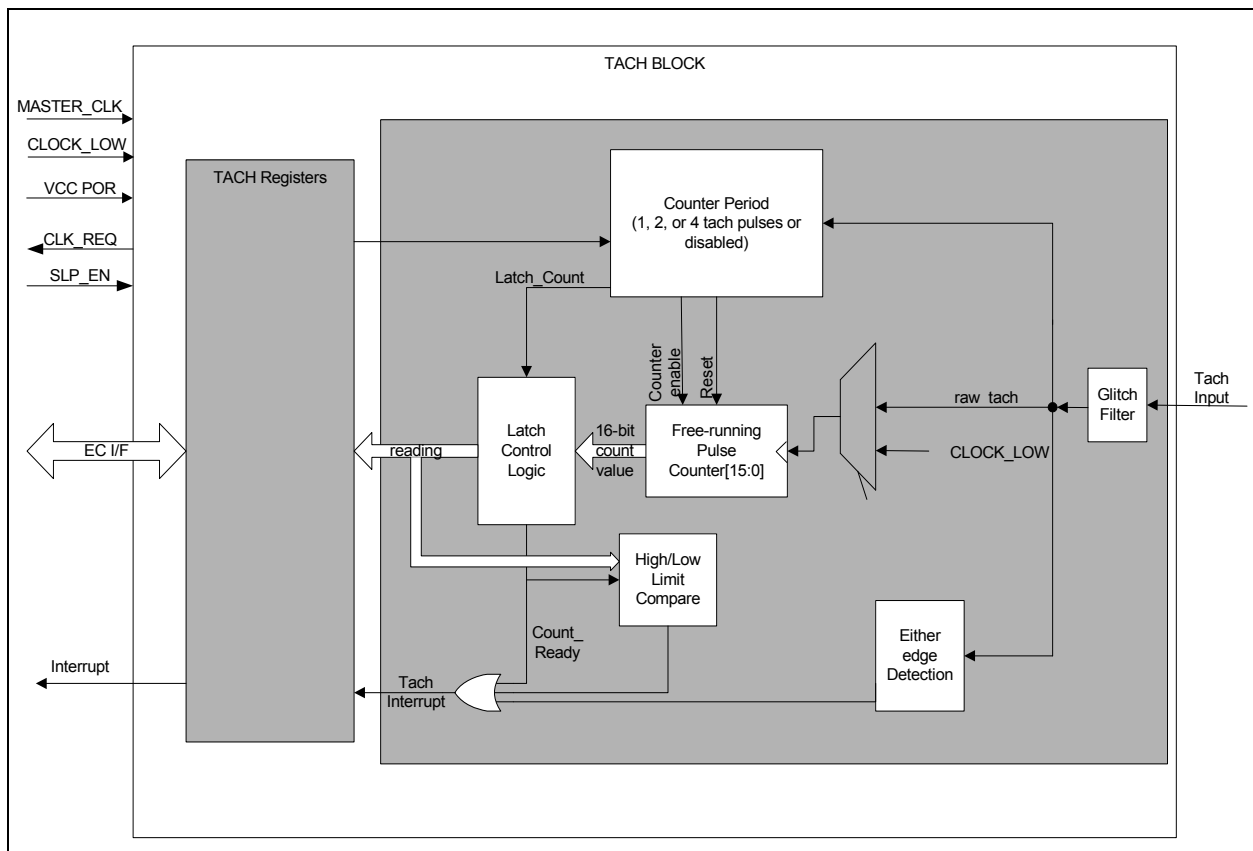 TACH BLOCK
MASTER_CLK
CLOCK_LOW
VCC POR
CLK_REQ
SLP_EN
EC I/F
Interrupt
TACH Registers
Counter Period
(1, 2, or 4 tach pulses or
disabled)
Latch_Count
Counter
enable
Reset
Latch
Control
Logic
reading
16-bit
count
value
Free-running
Pulse
Counter[15:0]
raw_tach
CLOCK_LOW
Glitch
Filter
Tach
Input
High/Low
Limit
Compare
Count_
Ready
Either
edge
Detection
Tach
Interrupt